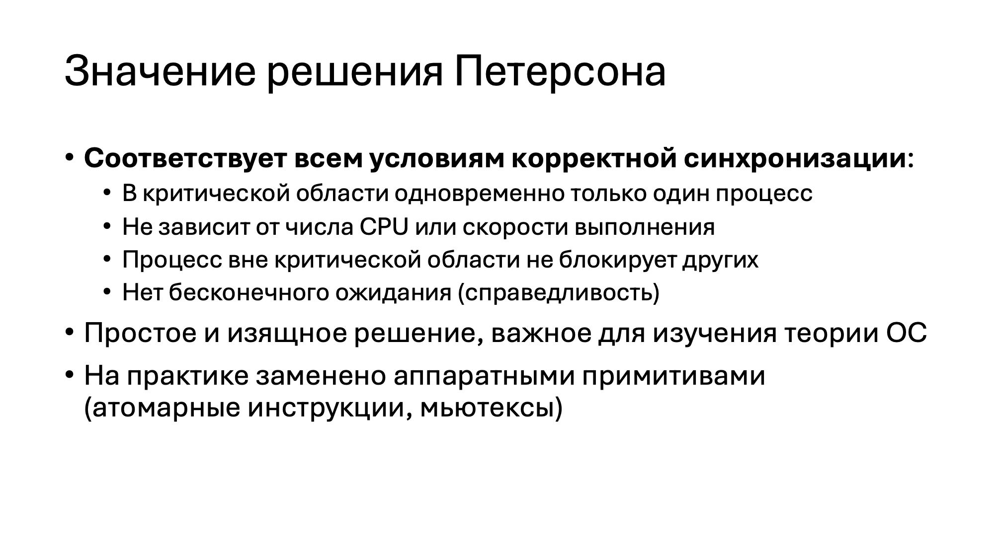 Значение решения Петерсона
• Соответствует всем условиям корректной синхронизации:
• В критической области одновременно только один процесс
• Не зависит от числа CPU или скорости выполнения
• Процесс вне критической области не блокирует других
• Нет бесконечного ожидания (справедливость)
• Простое и изящное решение, важное для изучения теории ОС
• На практике заменено аппаратными примитивами
(атомарные инструкции, мьютексы)